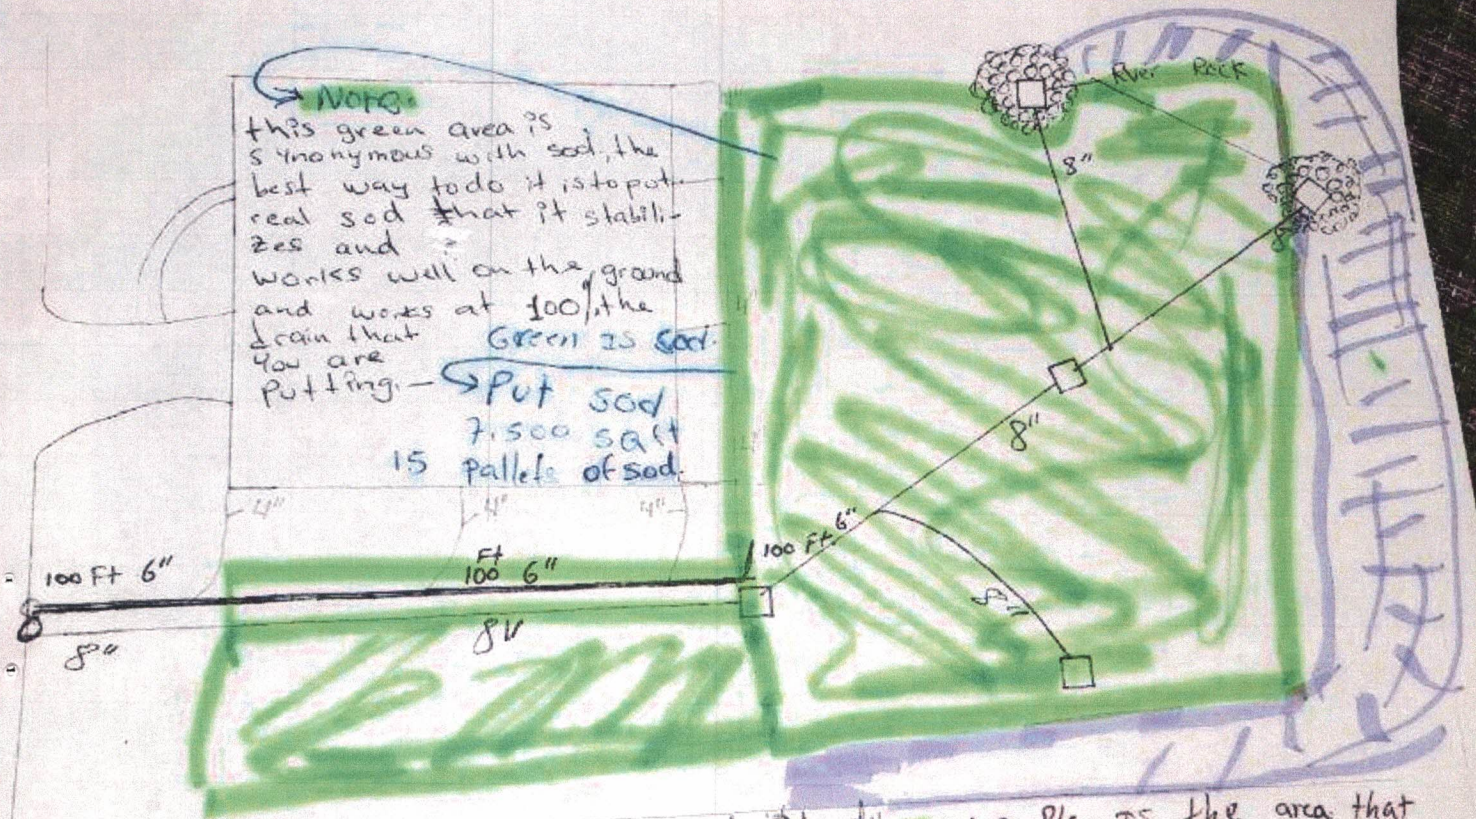 River Rock
Note:
this green area is
synonymous with sod, the
best way to do it is to put
real sod that it stabili-
zes and
works well on the ground
and works at 100%, the
drain that
you are
putting. —
Green is sod.
Put sod
7.500 sqft
15 pallets of sod.
8"
8"
8"
4"
4"
4"
6"
100 Ft
Ft
100 6"
100 Ft 6"
8"
8"
8"
is the area that